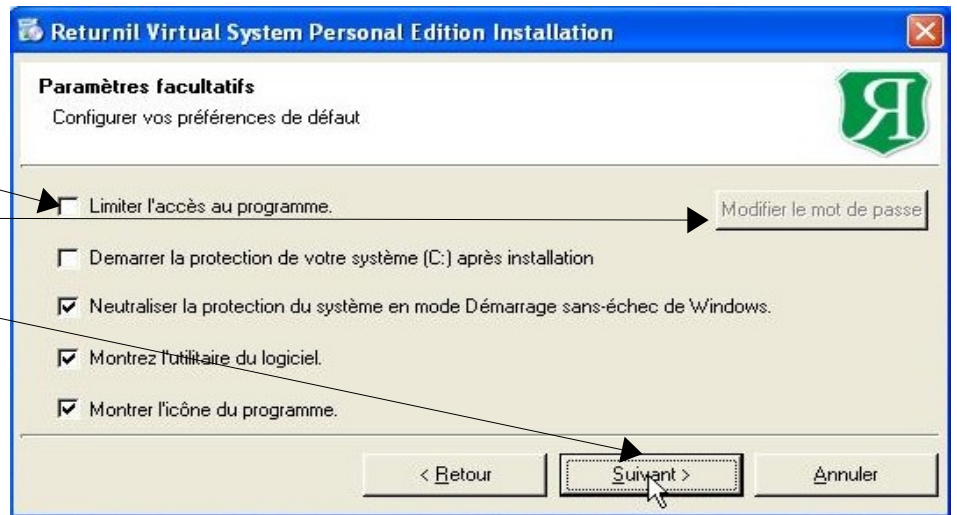 Returnil Virtual System Personal Edition Installation
Paramètres facultatifs
Configurer vos préférences de défaut
Limiter l'accès au programme.
Modifier le mot de passe
Demarrer la protection de votre système (C:) après installation
Neutraliser la protection du système en mode Démarrage sans-échec de Windows.
Montrez l'utilitaire du logiciel.
Montrer l'icône du programme.
< Retour
Suivant >
Annuler